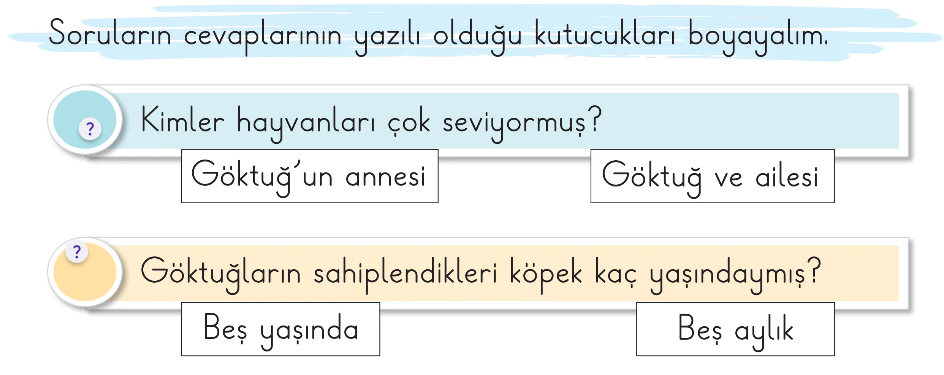 Soruların cevaplarının yazılı olduğu kutucukları boyayalım.
?
Kimler hayvanları çok seviyormuş?
Göktuğ'un annesi
Göktuğ ve ailesi
?
Göktuğların sahiplendikleri köpek kaç yaşındaymış?
Beş yaşında
Beş aylık